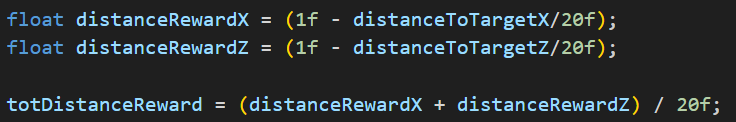 float distanceRewardX = (1f - distanceToTargetX/20f);
float distanceRewardZ = (1f - distanceToTargetZ/20f);
totDistanceReward = (distanceRewardX + distanceRewardZ) / 20f;